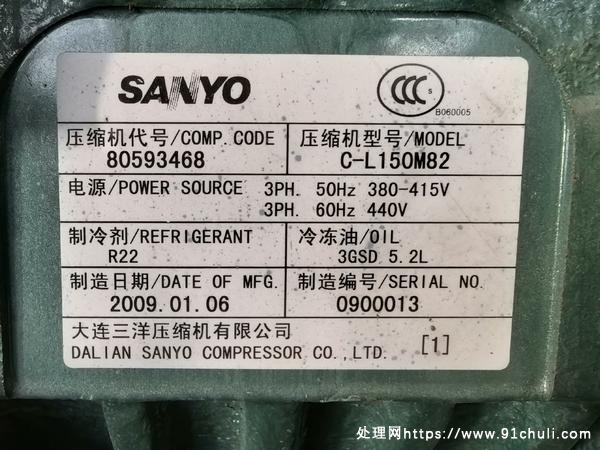 SANYO
CCC S
B060005
压缩机代号/COMP.CODE
80593468
压缩机型号/MODEL
C-L150M82
电源/POWER SOURCE 3PH. 50Hz 380-415V
3PH. 60Hz 440V
制冷剂/REFRIGERANT
R22
冷冻油/OIL
3GSD 5.2L
制造日期/DATE OF MFG.
2009.01.06
制造编号/SERIAL NO.
0900013
大连三洋压缩机有限公司
DALIAN SANYO COMPRESSOR CO.,LTD. [1]
处理网https://www.91chuli.com/